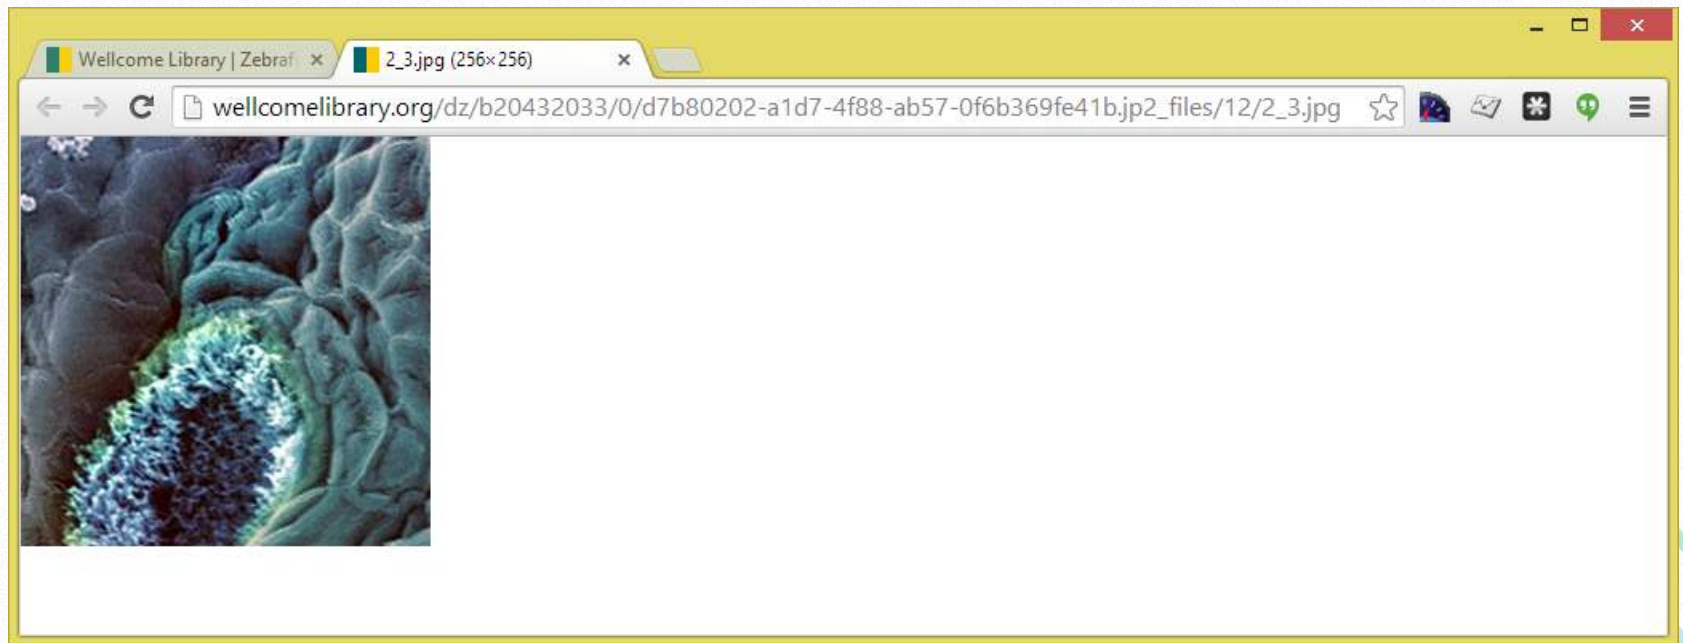 Wellcome Library | Zebraf
2_3.jpg (256×256)
wellcomelibrary.org/dz/b20432033/0/d7b80202-a1d7-4f88-ab57-0f6b369fe41b.jp2_files/12/2_3.jpg